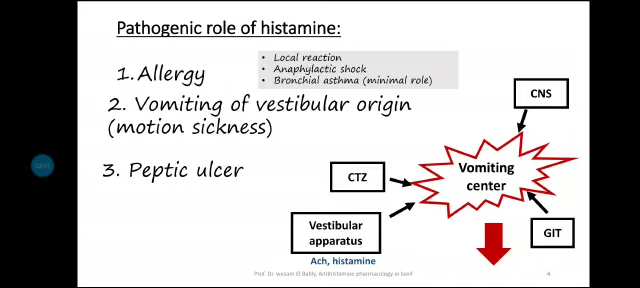 Pathogenic role of histamine:
• Local reaction
• Anaphylactic shock
• Bronchial asthma (minimal role)
1. Allergy
2. Vomiting of vestibular origin
(motion sickness)
3. Peptic ulcer
CNS
Vomiting
center
CTZ
Vestibular
apparatus
GIT
Ach, histamine
4